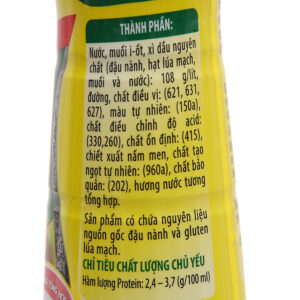 THÀNH PHẦN:
Nước, muối i-ốt, xì dầu nguyên
chất (đậu nành, hạt lúa mạch,
muối và nước): 108 g/lít,
đường, chất điều vị: (621, 631,
627), màu tự nhiên: (150a),
chất điều chỉnh độ acid:
(330,260), chất ổn định: (415),
chiết xuất nấm men, chất tạo
ngọt tự nhiên: (960a), chất bảo
quản: (202), hương nước tương
tổng hợp.
Sản phẩm có chứa nguyên liệu
nguồn gốc đậu nành và gluten
lúa mạch.
CHỈ TIÊU CHẤT LƯỢNG CHỦ YẾU
Hàm lượng Protein: 2,4 – 3,7 (g/100 ml)